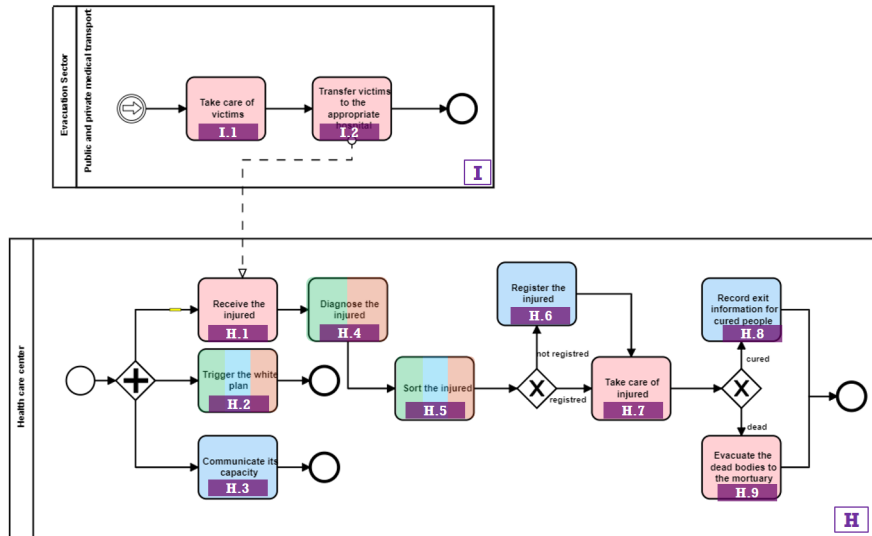 Evacuation Sector
Public and private medical transport
Take care of
victims
I.1
Transfer victims
to the
appropriate
hospital
I.2
I
Health care center
Receive the
injured
H.1
Diagnose the
injured
H.4
Trigger the white
plan
H.2
Communicate its
capacity
H.3
Sort the injured
H.5
Register the
injured
H.6
not registred
registred
Take care of
injured
H.7
Record exit
information for
cured people
H.8
cured
dead
Evacuate the
dead bodies to
the mortuary
H.9
H